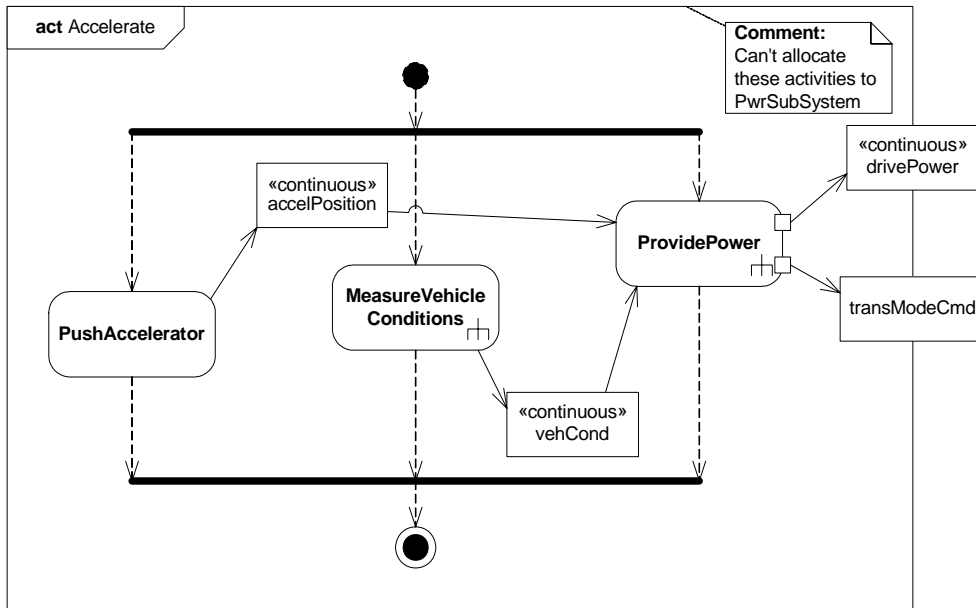 act Accelerate
Comment:
Can't allocate
these activities to
PwrSubSystem
«continuous»
drivePower
«continuous»
accelPosition
ProvidePower
MeasureVehicle
Conditions
transModeCmd
PushAccelerator
«continuous»
vehCond